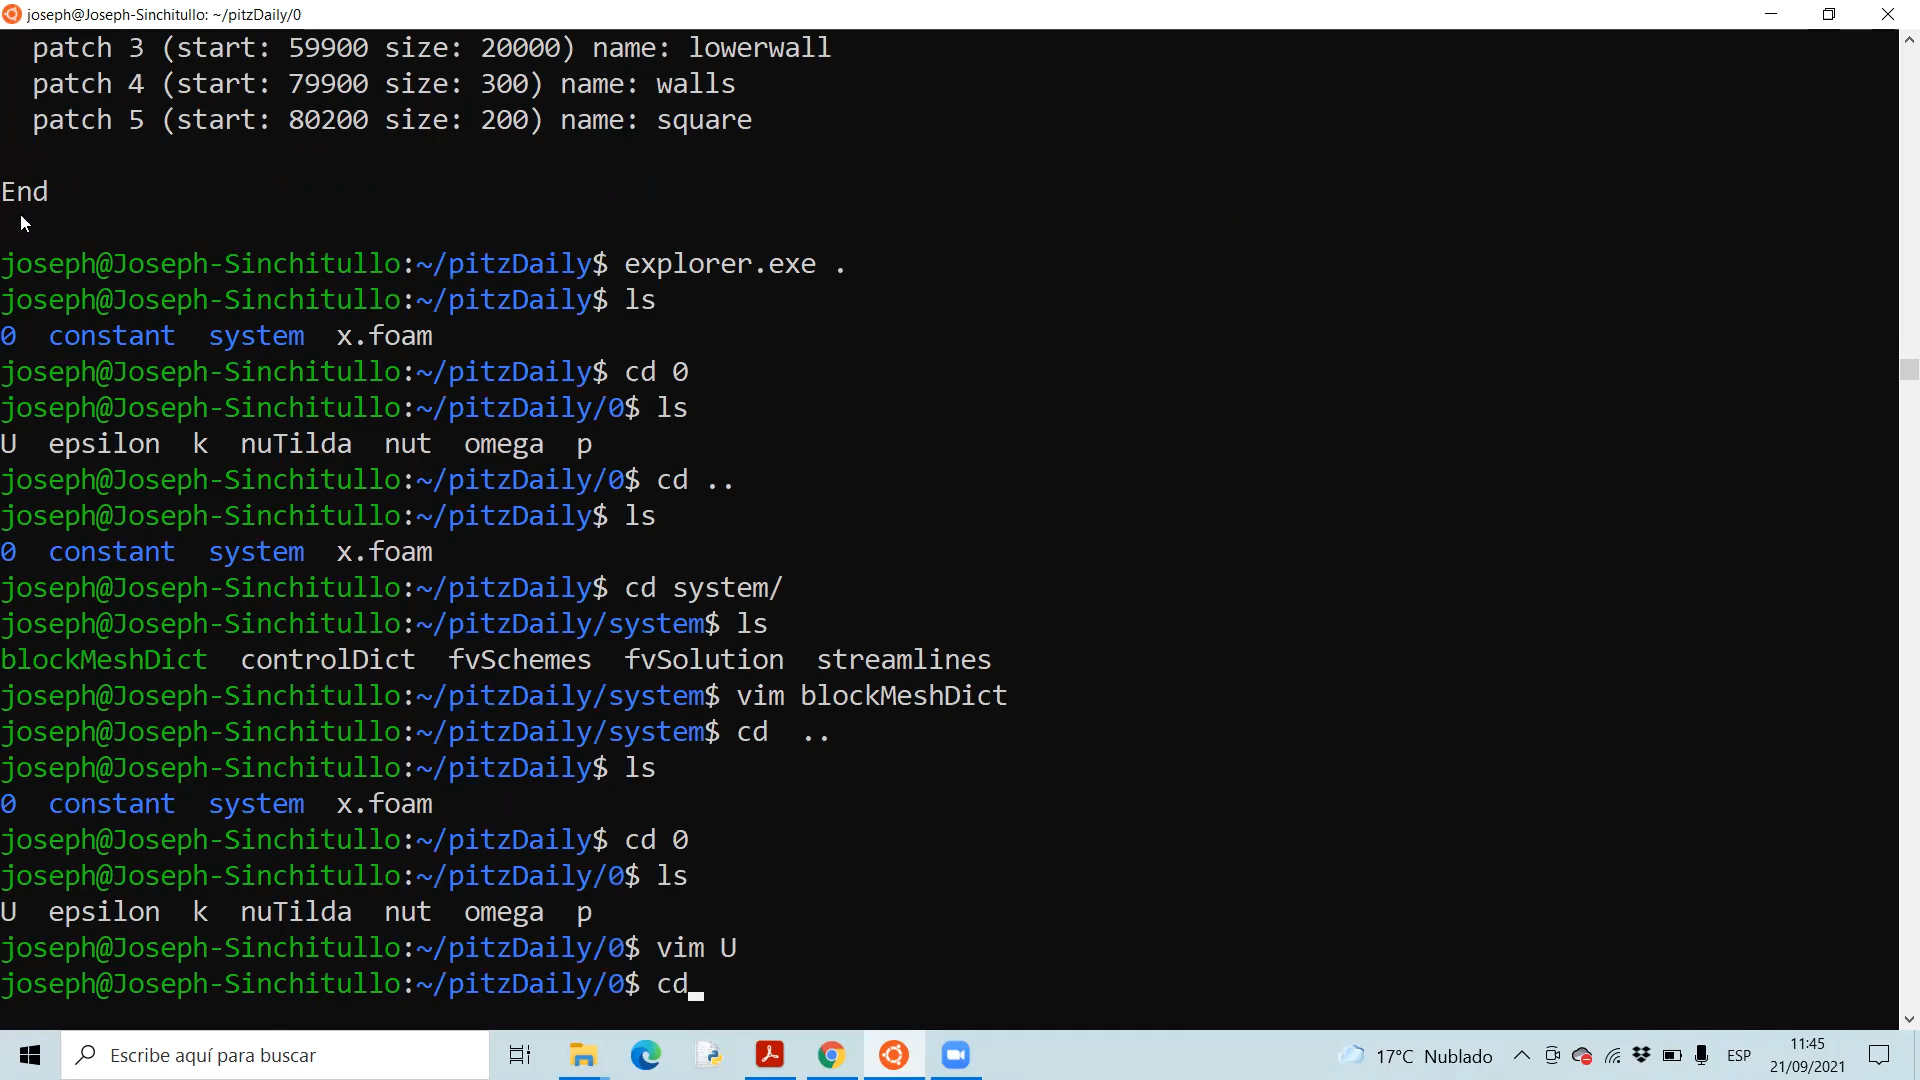 joseph@Joseph-Sinchitullo: ~/pitzDaily/0
patch 3 (start: 59900 size: 20000) name: lowerwall
patch 4 (start: 79900 size: 300) name: walls
patch 5 (start: 80200 size: 200) name: square
End
joseph@Joseph-Sinchitullo:~/pitzDaily$ explorer.exe .
joseph@Joseph-Sinchitullo:~/pitzDaily$ ls
0  constant  system  x.foam
joseph@Joseph-Sinchitullo:~/pitzDaily$ cd 0
joseph@Joseph-Sinchitullo:~/pitzDaily/0$ ls
U  epsilon  k  nuTilda  nut  omega  p
joseph@Joseph-Sinchitullo:~/pitzDaily/0$ cd ..
joseph@Joseph-Sinchitullo:~/pitzDaily$ ls
0  constant  system  x.foam
joseph@Joseph-Sinchitullo:~/pitzDaily$ cd system/
joseph@Joseph-Sinchitullo:~/pitzDaily/system$ ls
blockMeshDict  controlDict  fvSchemes  fvSolution  streamlines
joseph@Joseph-Sinchitullo:~/pitzDaily/system$ vim blockMeshDict
joseph@Joseph-Sinchitullo:~/pitzDaily/system$ cd  ..
joseph@Joseph-Sinchitullo:~/pitzDaily$ ls
0  constant  system  x.foam
joseph@Joseph-Sinchitullo:~/pitzDaily$ cd 0
joseph@Joseph-Sinchitullo:~/pitzDaily/0$ ls
U  epsilon  k  nuTilda  nut  omega  p
joseph@Joseph-Sinchitullo:~/pitzDaily/0$ vim U
joseph@Joseph-Sinchitullo:~/pitzDaily/0$ cd
Escribe aquí para buscar
17°C  Nublado
ESP
11:45
21/09/2021